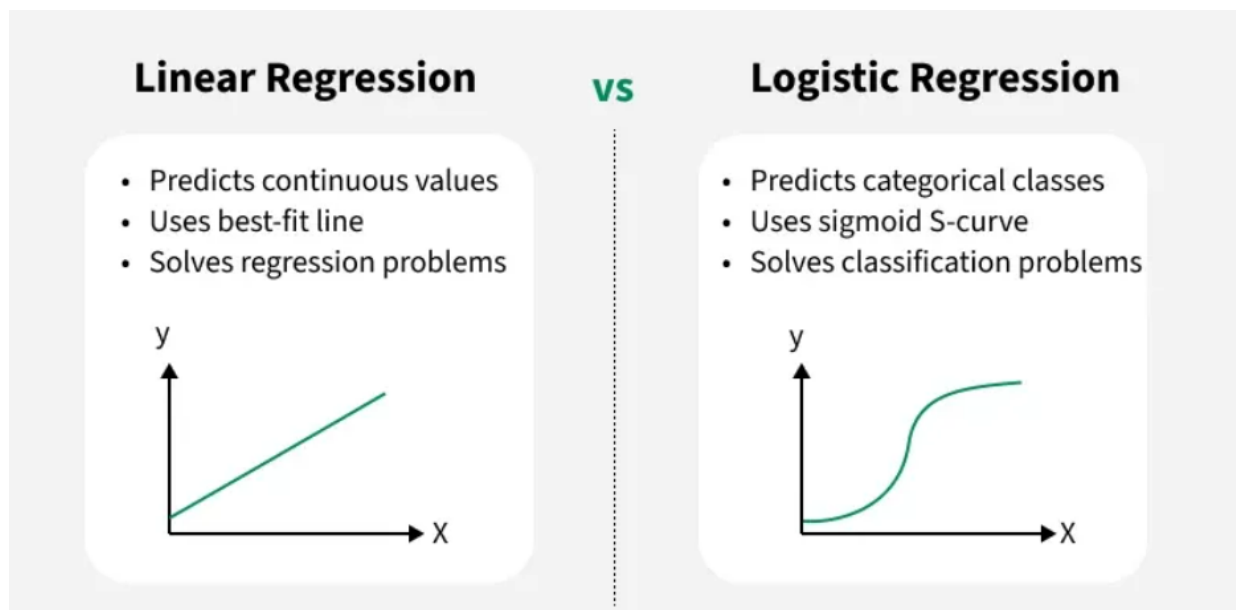 Linear Regression
vs
Logistic Regression
• Predicts continuous values
• Uses best-fit line
• Solves regression problems
y
X
• Predicts categorical classes
• Uses sigmoid S-curve
• Solves classification problems
y
X